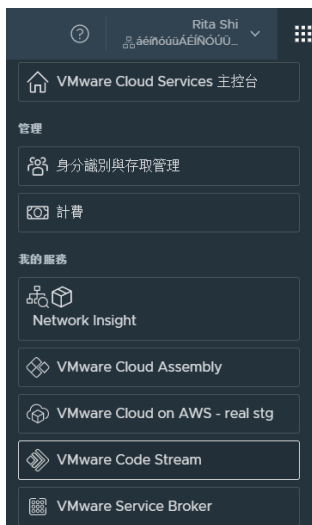 Rita Shi
áéíñóúüÁÉÍÑÓÚÜ...
VMware Cloud Services 主控台
管理
身分識別與存取管理
計費
我的服務
Network Insight
VMware Cloud Assembly
VMware Cloud on AWS - real stg
VMware Code Stream
VMware Service Broker